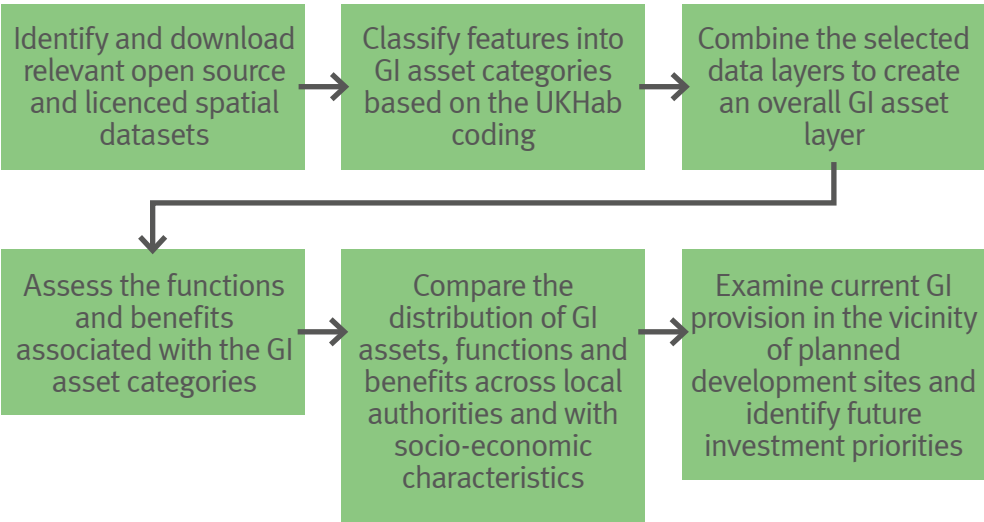 Identify and download
relevant open source
and licenced spatial
datasets
Classify features into
GI asset categories
based on the UKHab
coding
Combine the selected
data layers to create
an overall GI asset
layer
Assess the functions
and benefits
associated with the GI
asset categories
Compare the
distribution of GI
assets, functions and
benefits across local
authorities and with
socio-economic
characteristics
Examine current GI
provision in the vicinity
of planned
development sites and
identify future
investment priorities